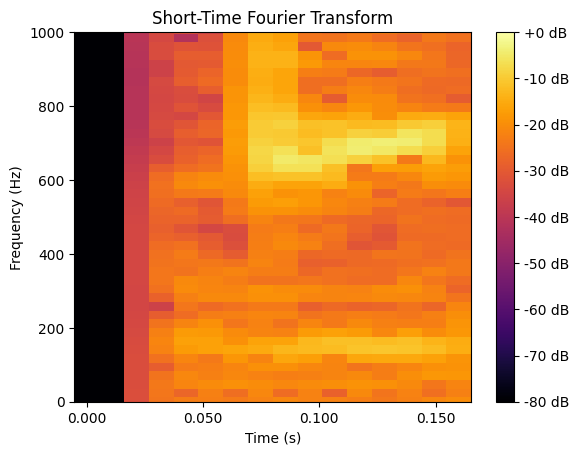 Short-Time Fourier Transform
1000
800
600
400
200
0
Frequency (Hz)
0.000
0.050
0.100
0.150
Time (s)
+0 dB
-10 dB
-20 dB
-30 dB
-40 dB
-50 dB
-60 dB
-70 dB
-80 dB